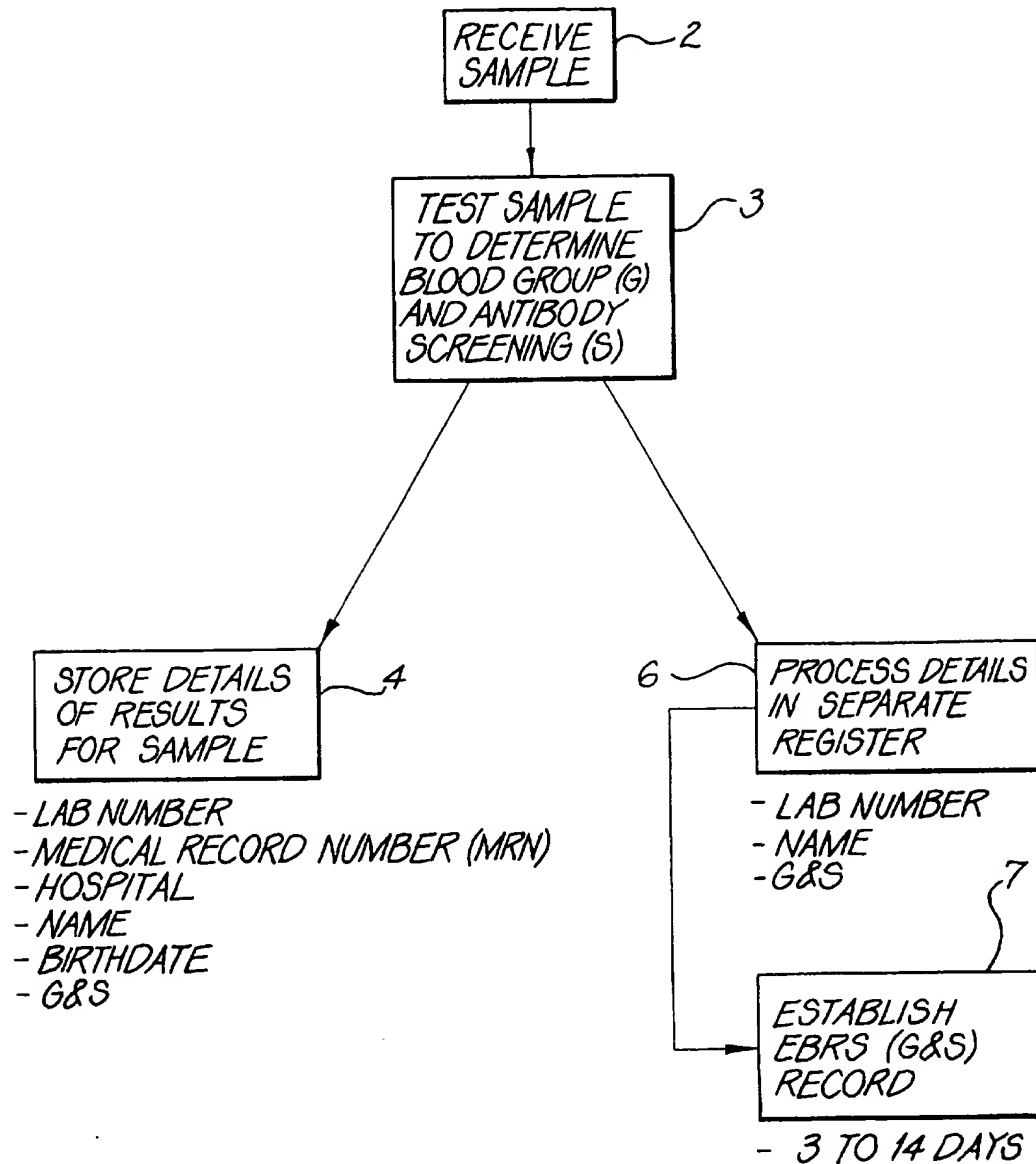 RECEIVE
SAMPLE
2
TEST SAMPLE
TO DETERMINE
BLOOD GROUP (G)
AND ANTIBODY
SCREENING (S)
3
STORE DETAILS
OF RESULTS
FOR SAMPLE
4
- LAB NUMBER
- MEDICAL RECORD NUMBER (MRN)
- HOSPITAL
- NAME
- BIRTHDATE
- G&S
6
PROCESS DETAILS
IN SEPARATE
REGISTER
- LAB NUMBER
- NAME
- G&S
7
ESTABLISH
EBRS (G&S)
RECORD
- 3 TO 14 DAYS